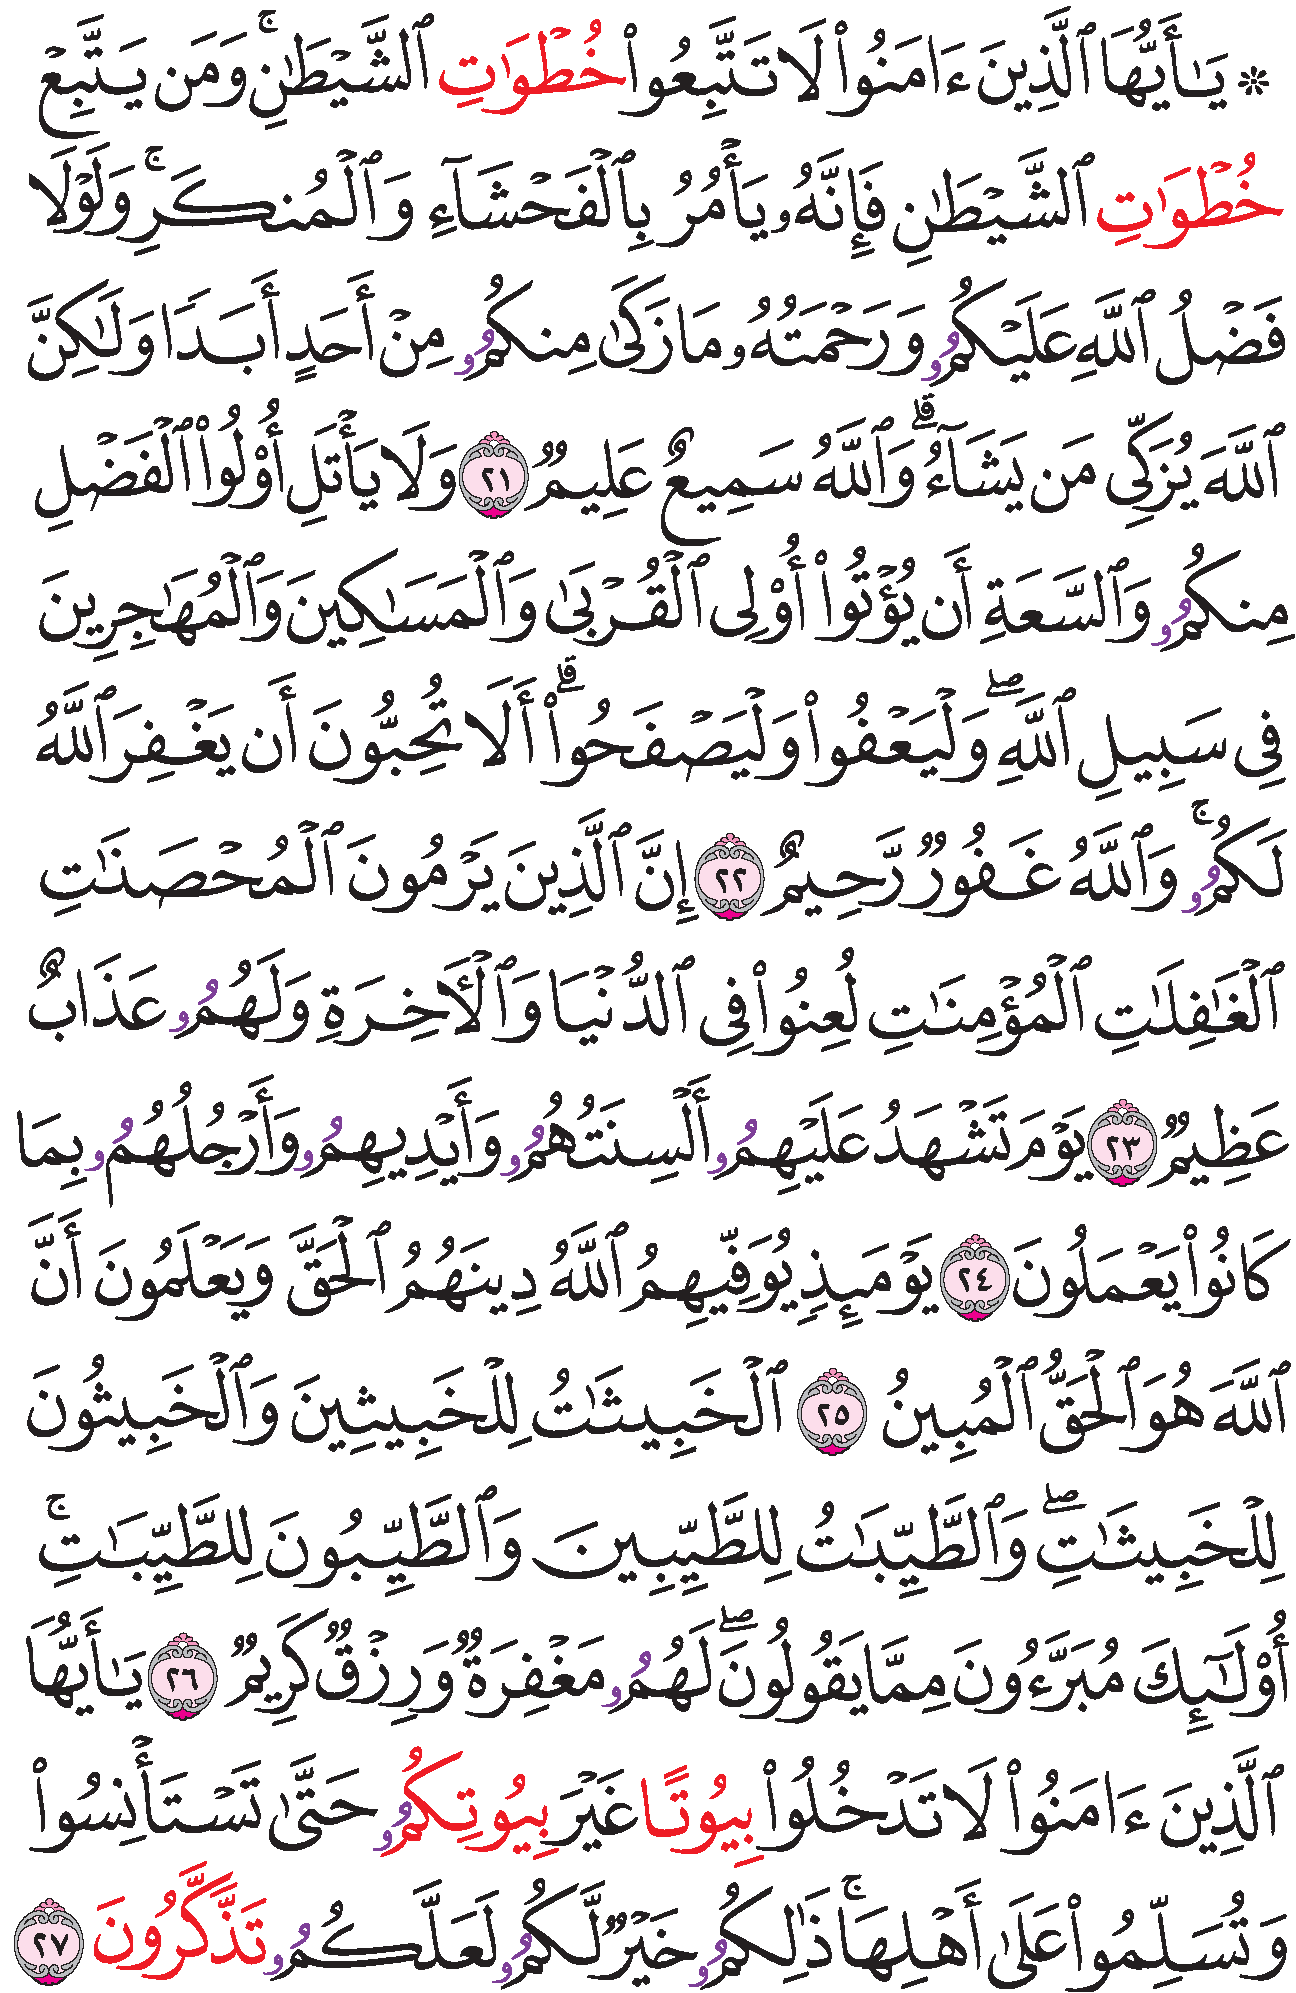 ۞ يَـٰٓأَيُّهَا ٱلَّذِينَ ءَامَنُوا۟ لَا تَتَّبِعُوا۟ خُطْوَٰتِ ٱلشَّيْطَـٰنِ ۚ وَمَن يَتَّبِعْ
خُطْوَٰتِ ٱلشَّيْطَـٰنِ فَإِنَّهُۥ يَأْمُرُ بِٱلْفَحْشَآءِ وَٱلْمُنكَرِ ۚ وَلَوْلَا
فَضْلُ ٱللَّهِ عَلَيْكُمُۥ وَرَحْمَتُهُۥ مَا زَكَىٰ مِنكُمُۥ مِنْ أَحَدٍ أَبَدًا وَلَـٰكِنَّ
ٱللَّهَ يُزَكِّى مَن يَشَآءُ ۗ وَٱللَّهُ سَمِيعٌ عَلِيمٌ ٢١ وَلَا يَأْتَلِ أُو۟لُوا۟ ٱلْفَضْلِ
مِنكُمُۥ وَٱلسَّعَةِ أَن يُؤْتُوٓا۟ أُو۟لِى ٱلْقُرْبَىٰ وَٱلْمَسَـٰكِينَ وَٱلْمُهَـٰجِرِينَ
فِى سَبِيلِ ٱللَّهِ ۖ وَلْيَعْفُوا۟ وَلْيَصْفَحُوٓا۟ ۗ أَلَا تُحِبُّونَ أَن يَغْفِرَ ٱللَّهُ
لَكُمُۥ ۚ وَٱللَّهُ غَفُورٌ رَّحِيمٌ ٢٢ إِنَّ ٱلَّذِينَ يَرْمُونَ ٱلْمُحْصَنَـٰتِ
ٱلْغَـٰفِلَـٰتِ ٱلْمُؤْمِنَـٰتِ لُعِنُوا۟ فِى ٱلدُّنْيَا وَٱلْـَٔاخِرَةِ وَلَهُمُۥ عَذَابٌ
عَظِيمٌ ٢٣ يَوْمَ تَشْهَدُ عَلَيْهِمُۥ أَلْسِنَتُهُمُۥ وَأَيْدِيهِمُۥ وَأَرْجُلُهُمُۥ بِمَا
كَانُوا۟ يَعْمَلُونَ ٢٤ يَوْمَئِذٍ يُوَفِّيهِمُ ٱللَّهُ دِينَهُمُ ٱلْحَقَّ وَيَعْلَمُونَ أَنَّ
ٱللَّهَ هُوَ ٱلْحَقُّ ٱلْمُبِينُ ٢٥ ٱلْخَبِيثَـٰتُ لِلْخَبِيثِينَ وَٱلْخَبِيثُونَ
لِلْخَبِيثَـٰتِ ۖ وَٱلطَّيِّبَـٰتُ لِلطَّيِّبِينَ وَٱلطَّيِّبُونَ لِلطَّيِّبَـٰتِ ۚ
أُو۟لَـٰٓئِكَ مُبَرَّءُونَ مِمَّا يَقُولُونَ ۖ لَهُمُۥ مَغْفِرَةٌ وَرِزْقٌ كَرِيمٌ ٢٦ يَـٰٓأَيُّهَا
ٱلَّذِينَ ءَامَنُوا۟ لَا تَدْخُلُوا۟ بِيُوتًا غَيْرَ بِيُوتِكُمُۥ حَتَّىٰ تَسْتَأْنِسُوا۟
وَتُسَلِّمُوا۟ عَلَىٰٓ أَهْلِهَا ۚ ذَٰلِكُمُۥ خَيْرٌ لَّكُمُۥ لَعَلَّكُمُۥ تَذَّكَّرُونَ ٢٧